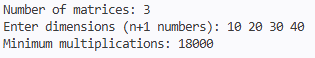 Number of matrices: 3
Enter dimensions (n+1 numbers): 10 20 30 40
Minimum multiplications: 18000